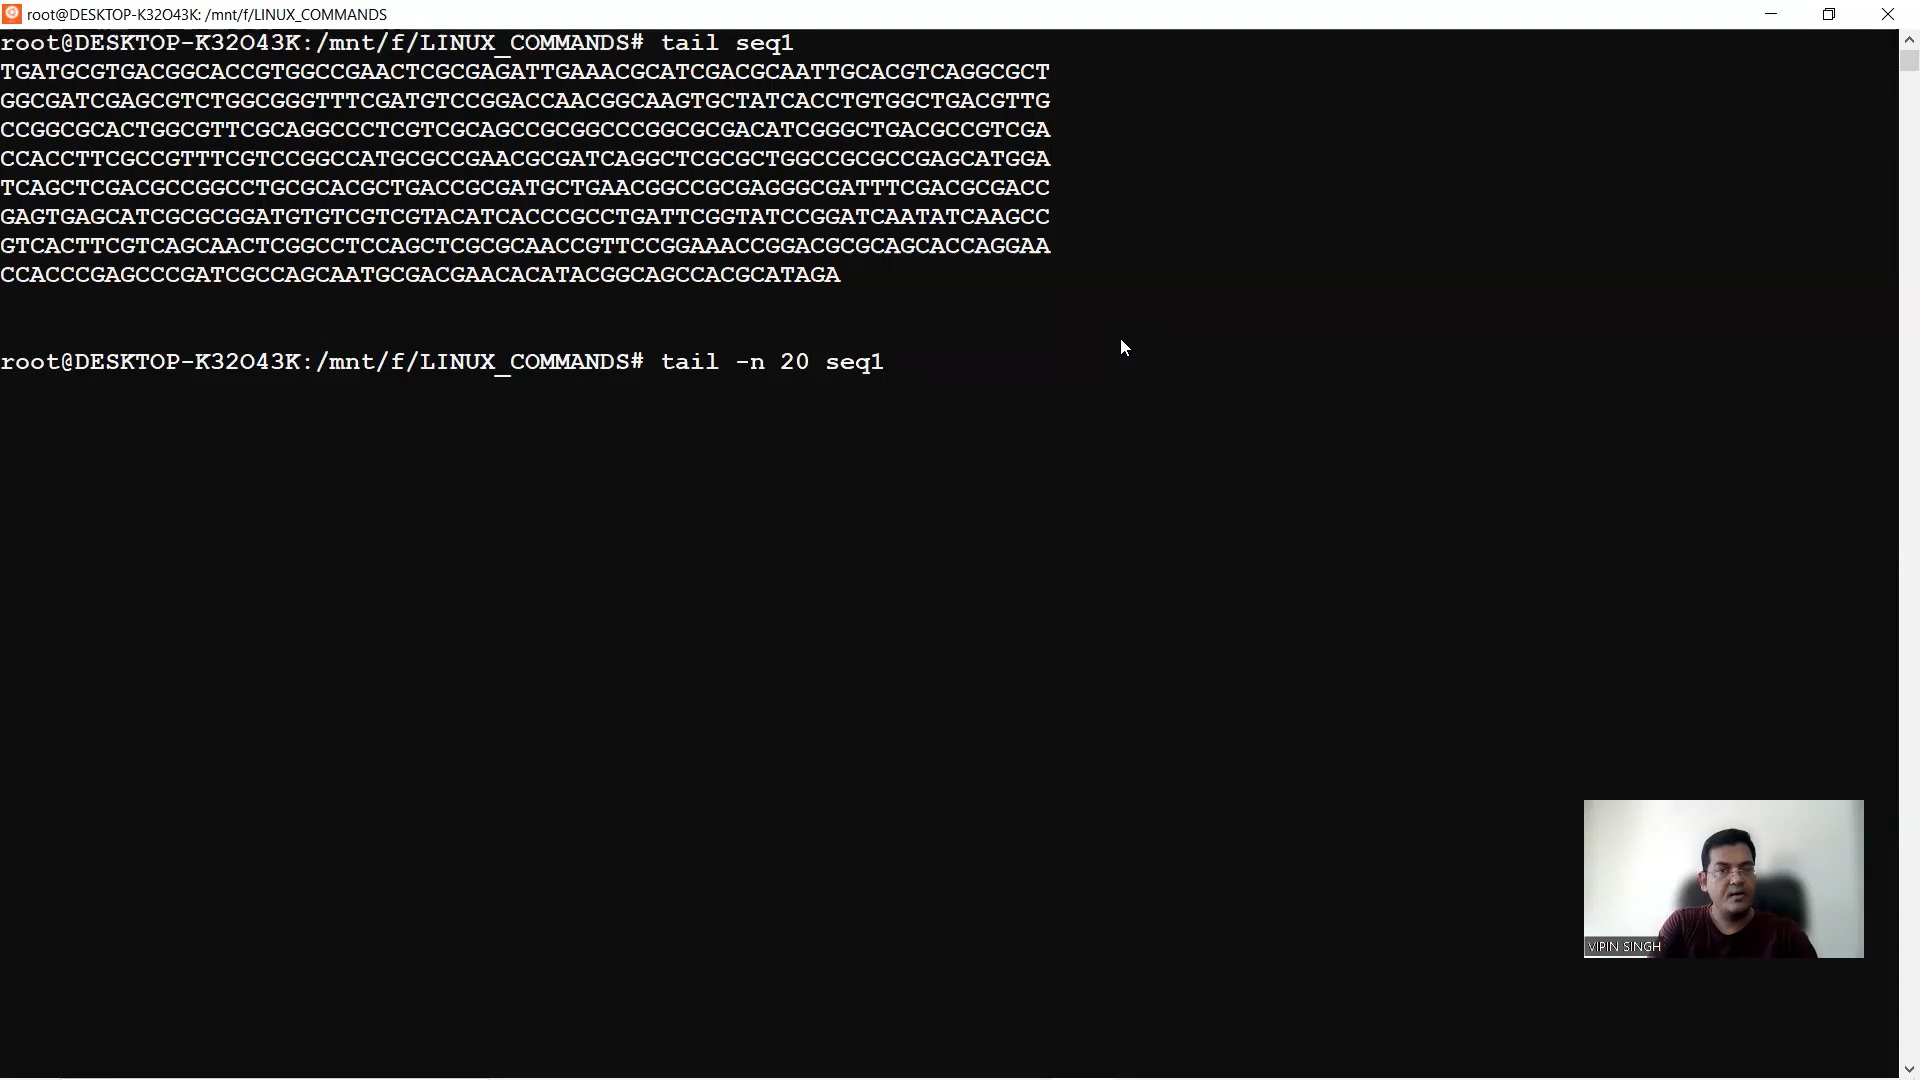 root@DESKTOP-K32O43K: /mnt/f/LINUX_COMMANDS
root@DESKTOP-K32O43K:/mnt/f/LINUX_COMMANDS# tail seq1
TGATGCGTGACGGCACCGTGGCCGAACTCGCGAGATTGAAACGCATCGACGCAATTGCACGTCAGGCGCT
GGCGATCGAGCGTCTGGCGGGTTTCGATGTCCGGACCAACGGCAAGTGCTATCACCTGTGGCTGACGTTG
CCGGCGCACTGGCGTTCGCAGGCCCTCGTCGCAGCCGCGGCCCGGCGCGACATCGGGCTGACGCCGTCGA
CCACCTTCGCCGTTTCGTCCGGCCATGCGCCGAACGCGATCAGGCTCGCGCTGGCCGCGCCGAGCATGGA
TCAGCTCGACGCCGGCCTGCGCACGCTGACCGCGATGCTGAACGGCCGCGAGGGCGATTTCGACGCGACC
GAGTGAGCATCGCGCGGATGTGTCGTCGTACATCACCCGCCTGATTCGGTATCCGGATCAATATCAAGCC
GTCACTTCGTCAGCAACTCGGCCTCCAGCTCGCGCAACCGTTCCGGAAACCGGACGCGCAGCACCAGGAA
CCACCCGAGCCCGATCGCCAGCAATGCGACGAACACATACGGCAGCCACGCATAGA
root@DESKTOP-K32O43K:/mnt/f/LINUX_COMMANDS# tail -n 20 seq1
VIPIN SINGH